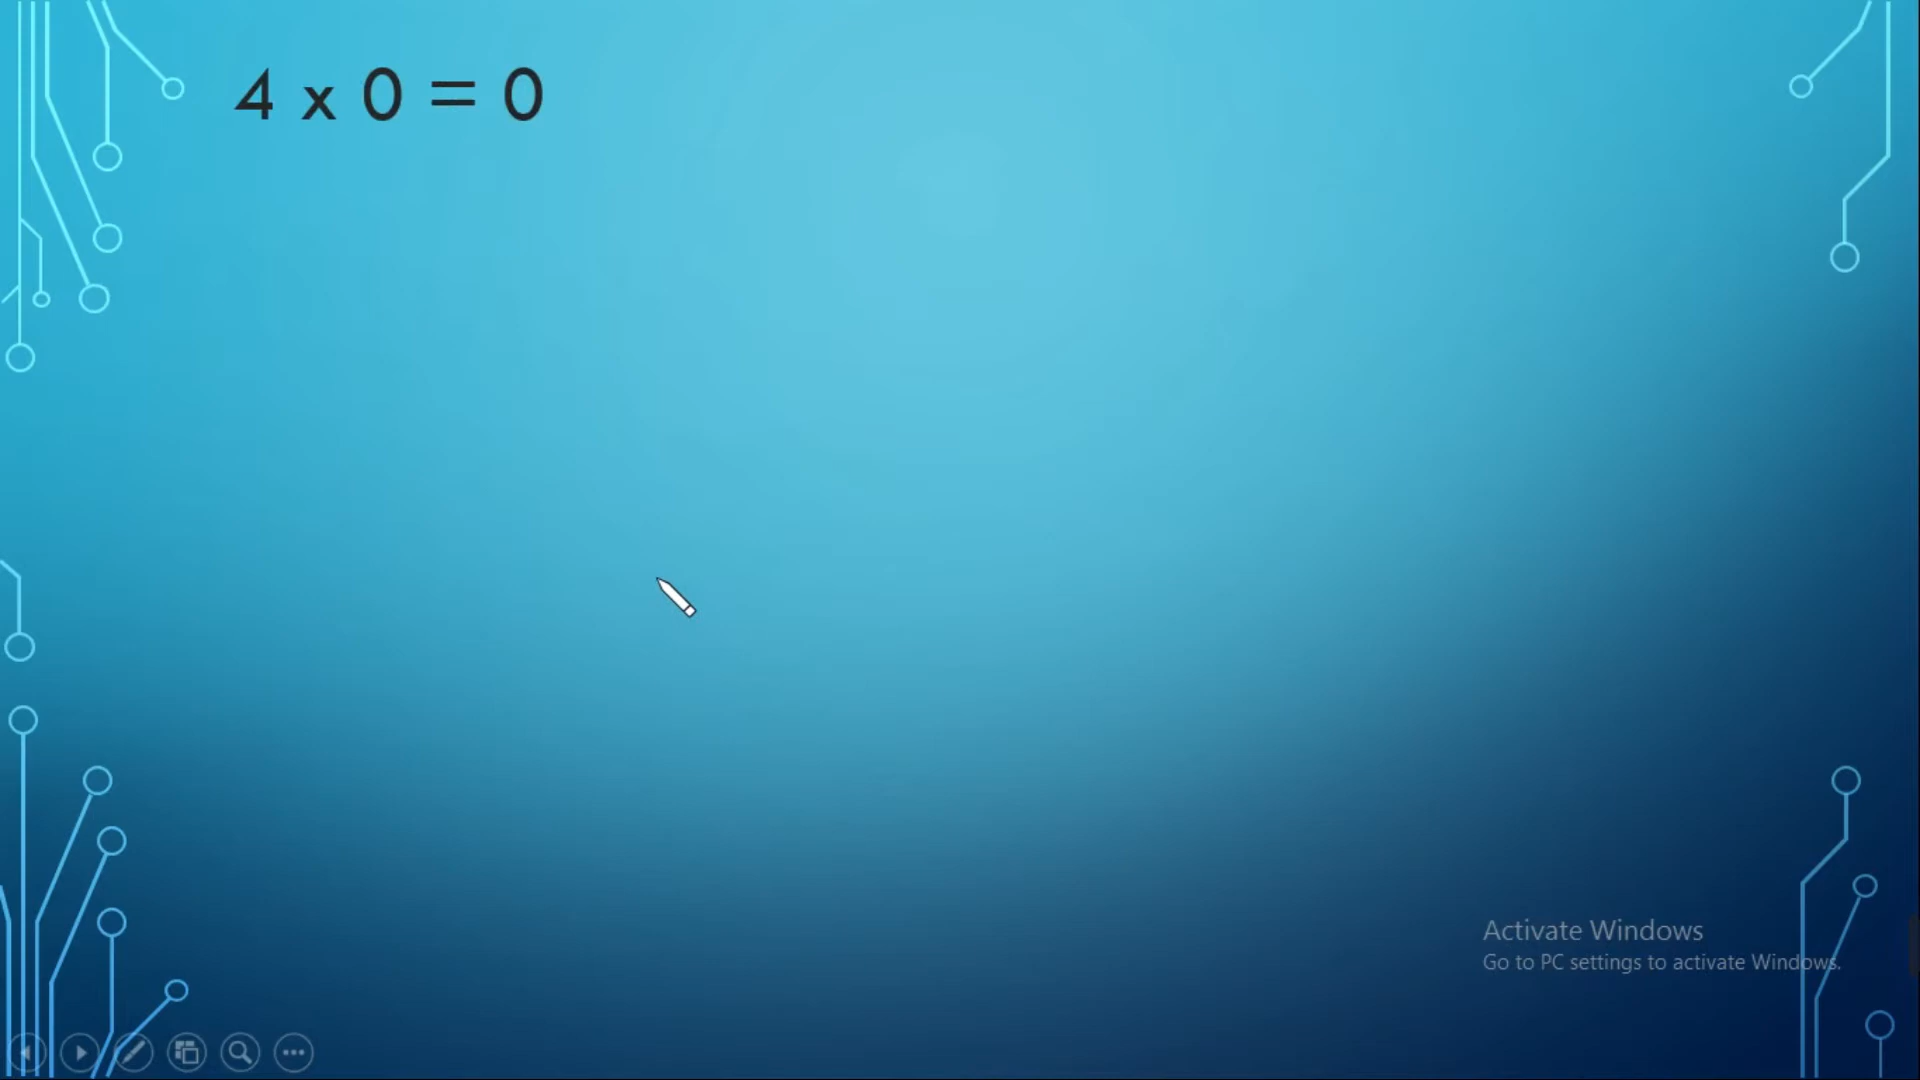 4 x 0 = 0
Activate Windows
Go to PC settings to activate Windows.